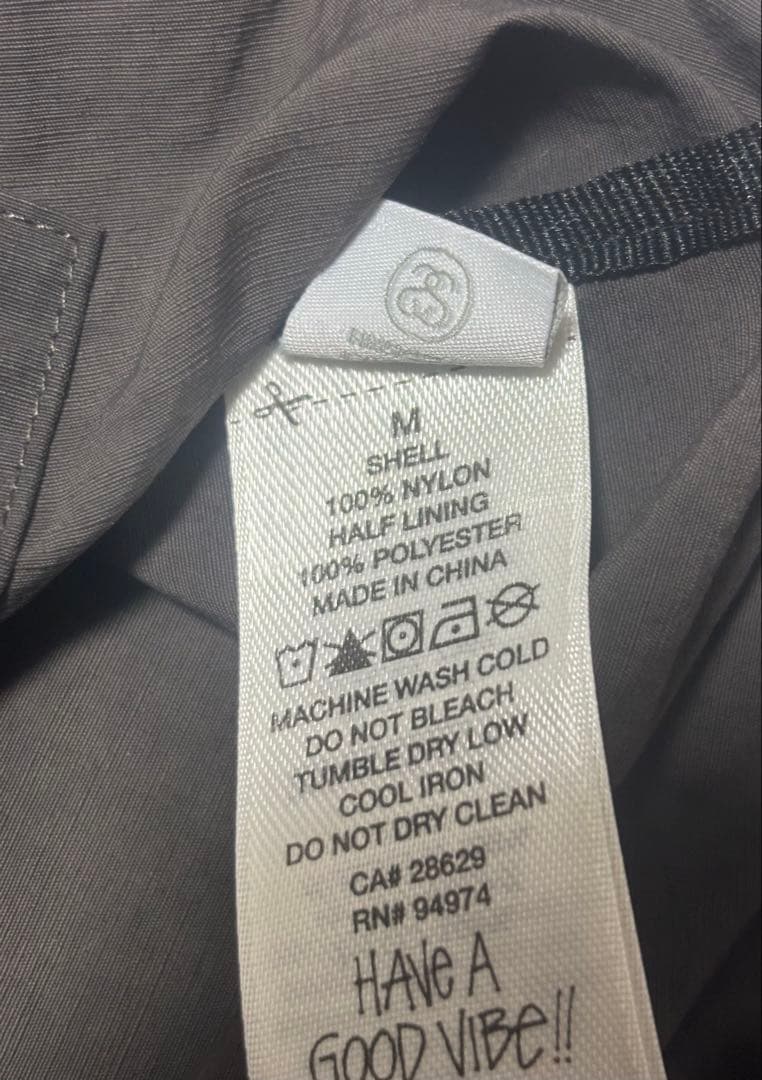 M
SHELL
100% NYLON
HALF LINING
100% POLYESTER
MADE IN CHINA
MACHINE WASH COLD
DO NOT BLEACH
TUMBLE DRY LOW
COOL IRON
DO NOT DRY CLEAN
CA# 28629
RN# 94974
HAVE A
GOOD VIBE!!